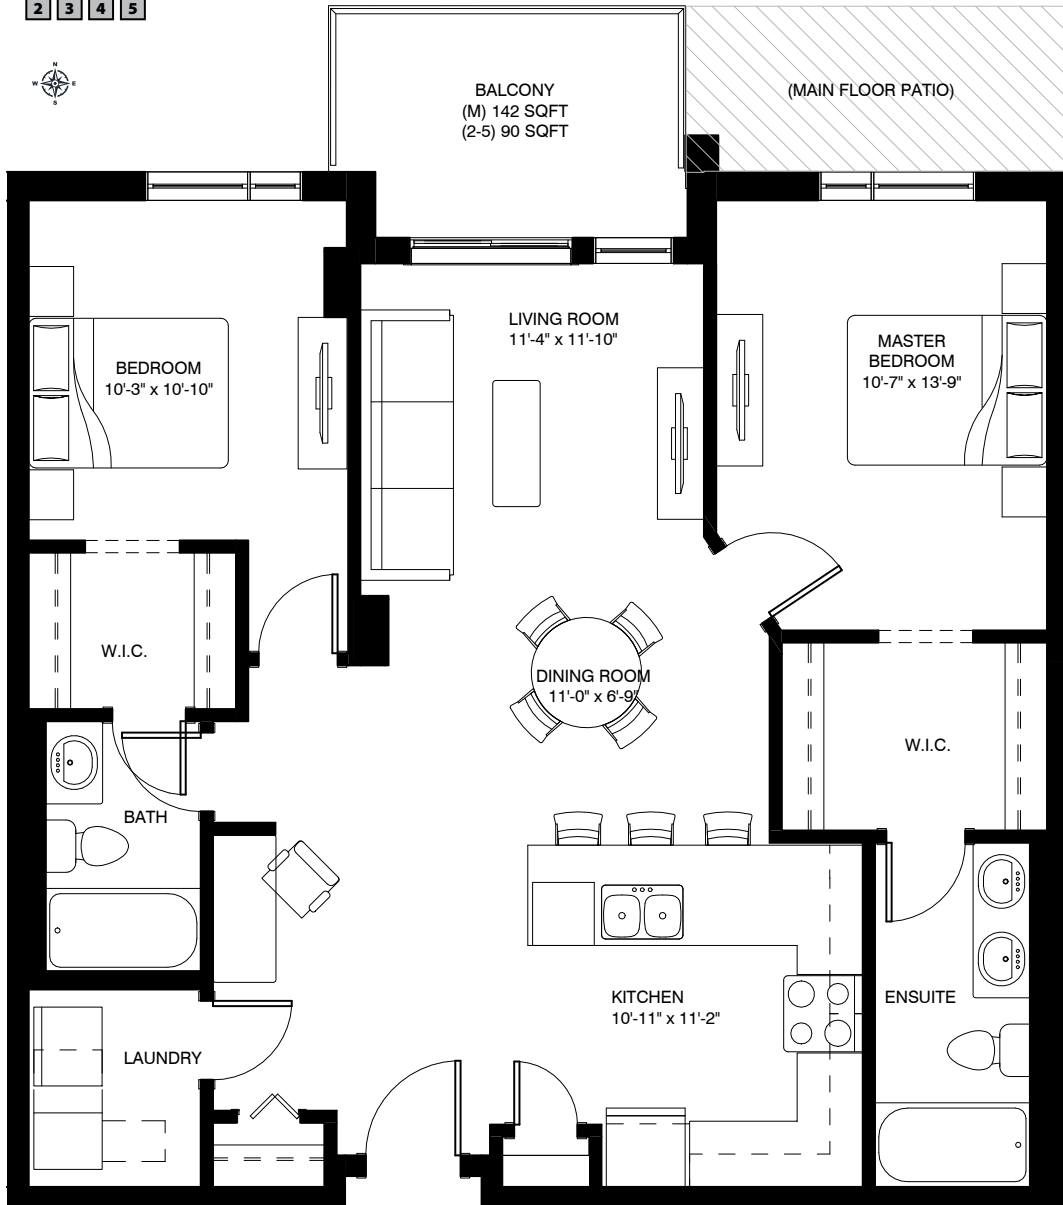 2 3 4 5
N
W E
S
BALCONY
(M) 142 SQFT
(2-5) 90 SQFT
(MAIN FLOOR PATIO)
LIVING ROOM
11'-4" x 11'-10"
BEDROOM
10'-3" x 10'-10"
MASTER
BEDROOM
10'-7" x 13'-9"
W.I.C.
DINING ROOM
11'-0" x 6'-9"
W.I.C.
BATH
KITCHEN
10'-11" x 11'-2"
ENSUITE
LAUNDRY